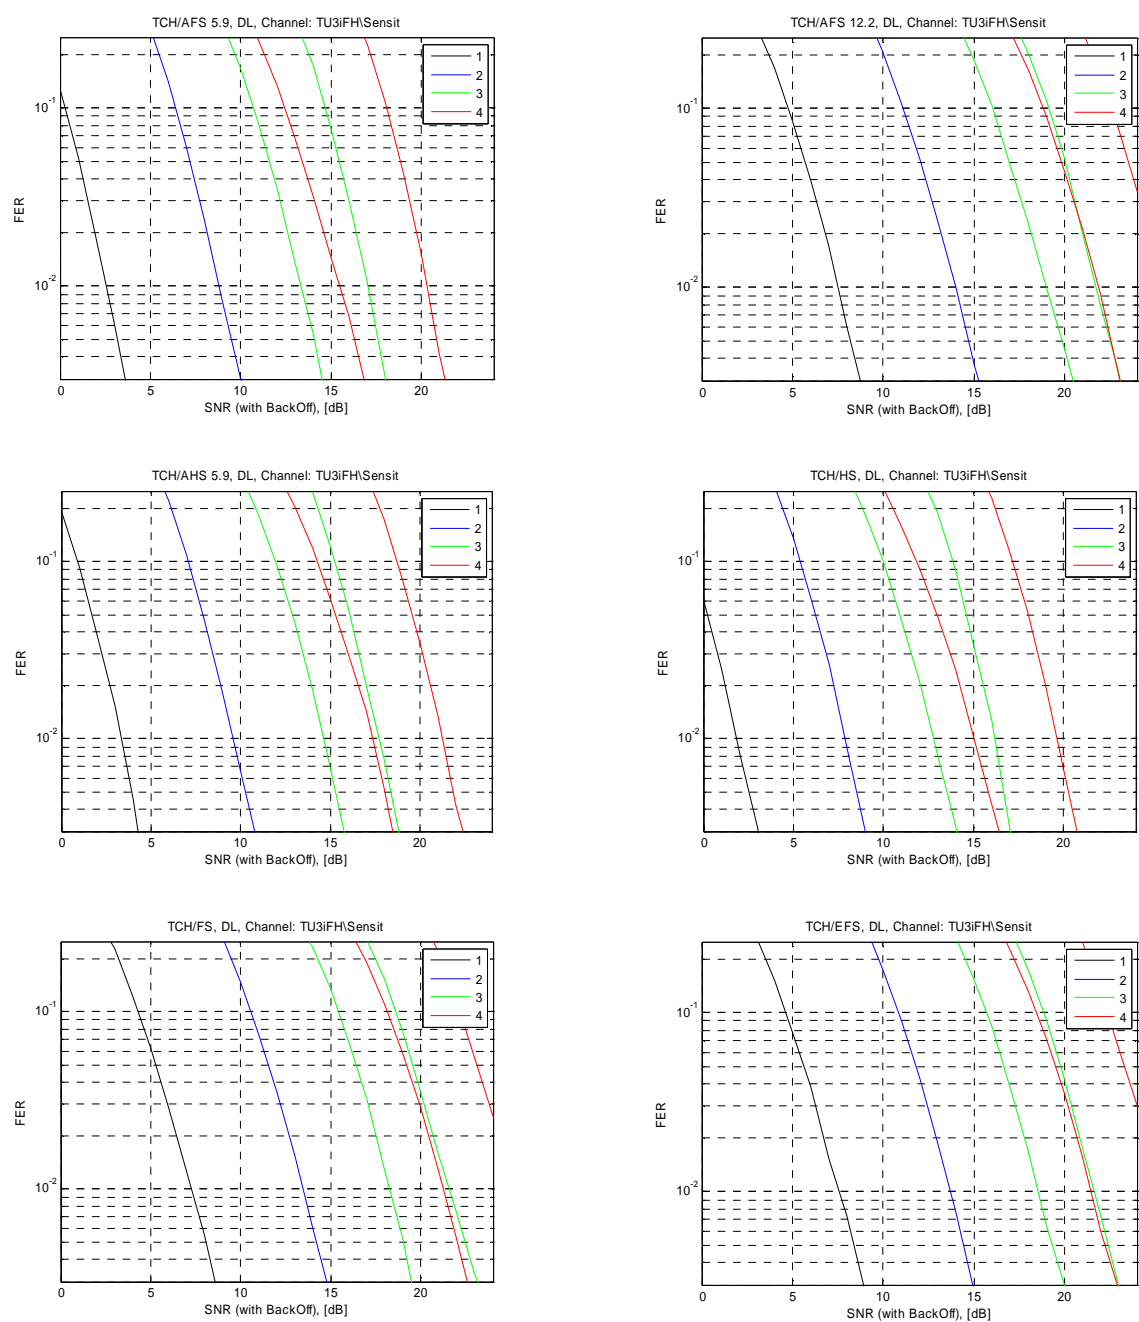 TCH/AFS 5.9, DL, Channel: TU3iFH\Sensit
10^-1
10^-2
FER
0 5 10 15 20
SNR (with BackOff), [dB]
1
2
3
4
TCH/AFS 12.2, DL, Channel: TU3iFH\Sensit
10^-1
10^-2
FER
0 5 10 15 20
SNR (with BackOff), [dB]
1
2
3
4
TCH/AHS 5.9, DL, Channel: TU3iFH\Sensit
10^-1
10^-2
FER
0 5 10 15 20
SNR (with BackOff), [dB]
1
2
3
4
TCH/HS, DL, Channel: TU3iFH\Sensit
10^-1
10^-2
FER
0 5 10 15 20
SNR (with BackOff), [dB]
1
2
3
4
TCH/FS, DL, Channel: TU3iFH\Sensit
10^-1
10^-2
FER
0 5 10 15 20
SNR (with BackOff), [dB]
1
2
3
4
TCH/EFS, DL, Channel: TU3iFH\Sensit
10^-1
10^-2
FER
0 5 10 15 20
SNR (with BackOff), [dB]
1
2
3
4